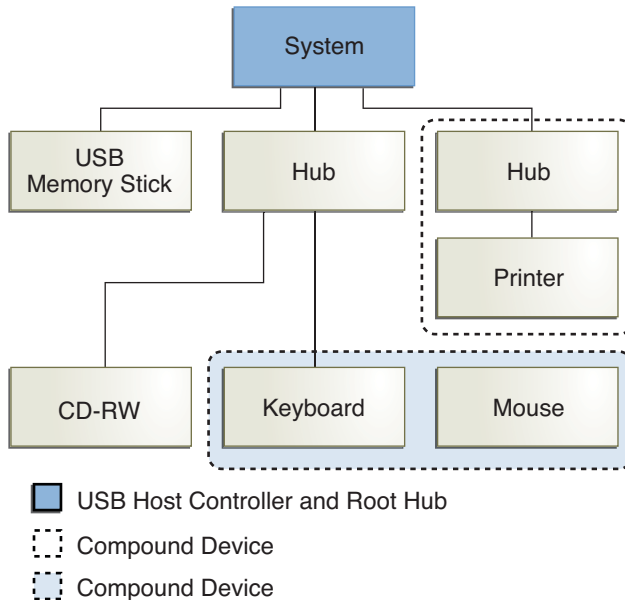 System
USB
Memory Stick
Hub
Hub
Printer
CD-RW
Keyboard
Mouse
USB Host Controller and Root Hub
Compound Device
Compound Device